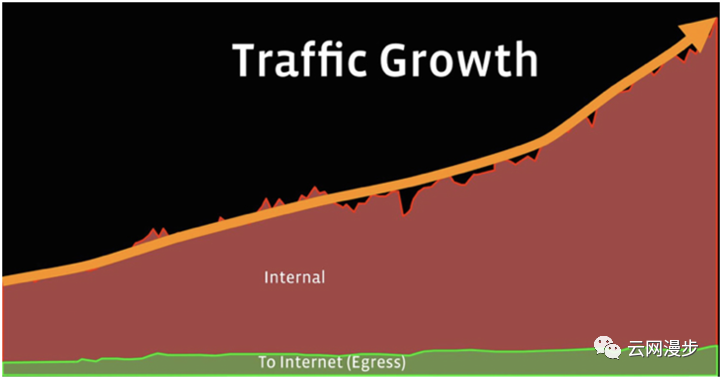 Traffic Growth
Internal
To Internet (Egress)
云网漫步